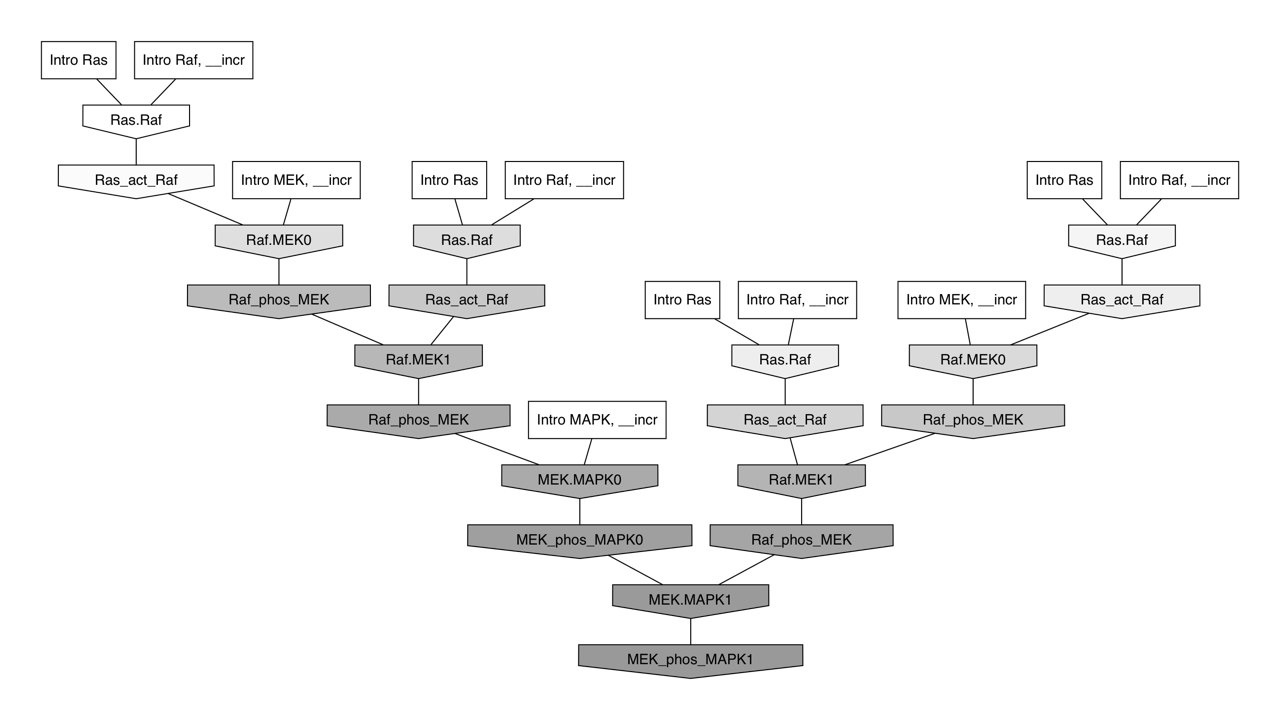 Intro Ras
Intro Raf, __incr
Ras.Raf
Ras_act_Raf
Intro MEK, __incr
Intro Ras
Intro Raf, __incr
Intro Ras
Intro Raf, __incr
Raf.MEK0
Ras.Raf
Ras.Raf
Raf_phos_MEK
Ras_act_Raf
Intro Ras
Intro Raf, __incr
Intro MEK, __incr
Ras_act_Raf
Raf.MEK1
Ras.Raf
Raf.MEK0
Raf_phos_MEK
Intro MAPK, __incr
Ras_act_Raf
Raf_phos_MEK
MEK.MAPK0
Raf.MEK1
MEK_phos_MAPK0
Raf_phos_MEK
MEK.MAPK1
MEK_phos_MAPK1